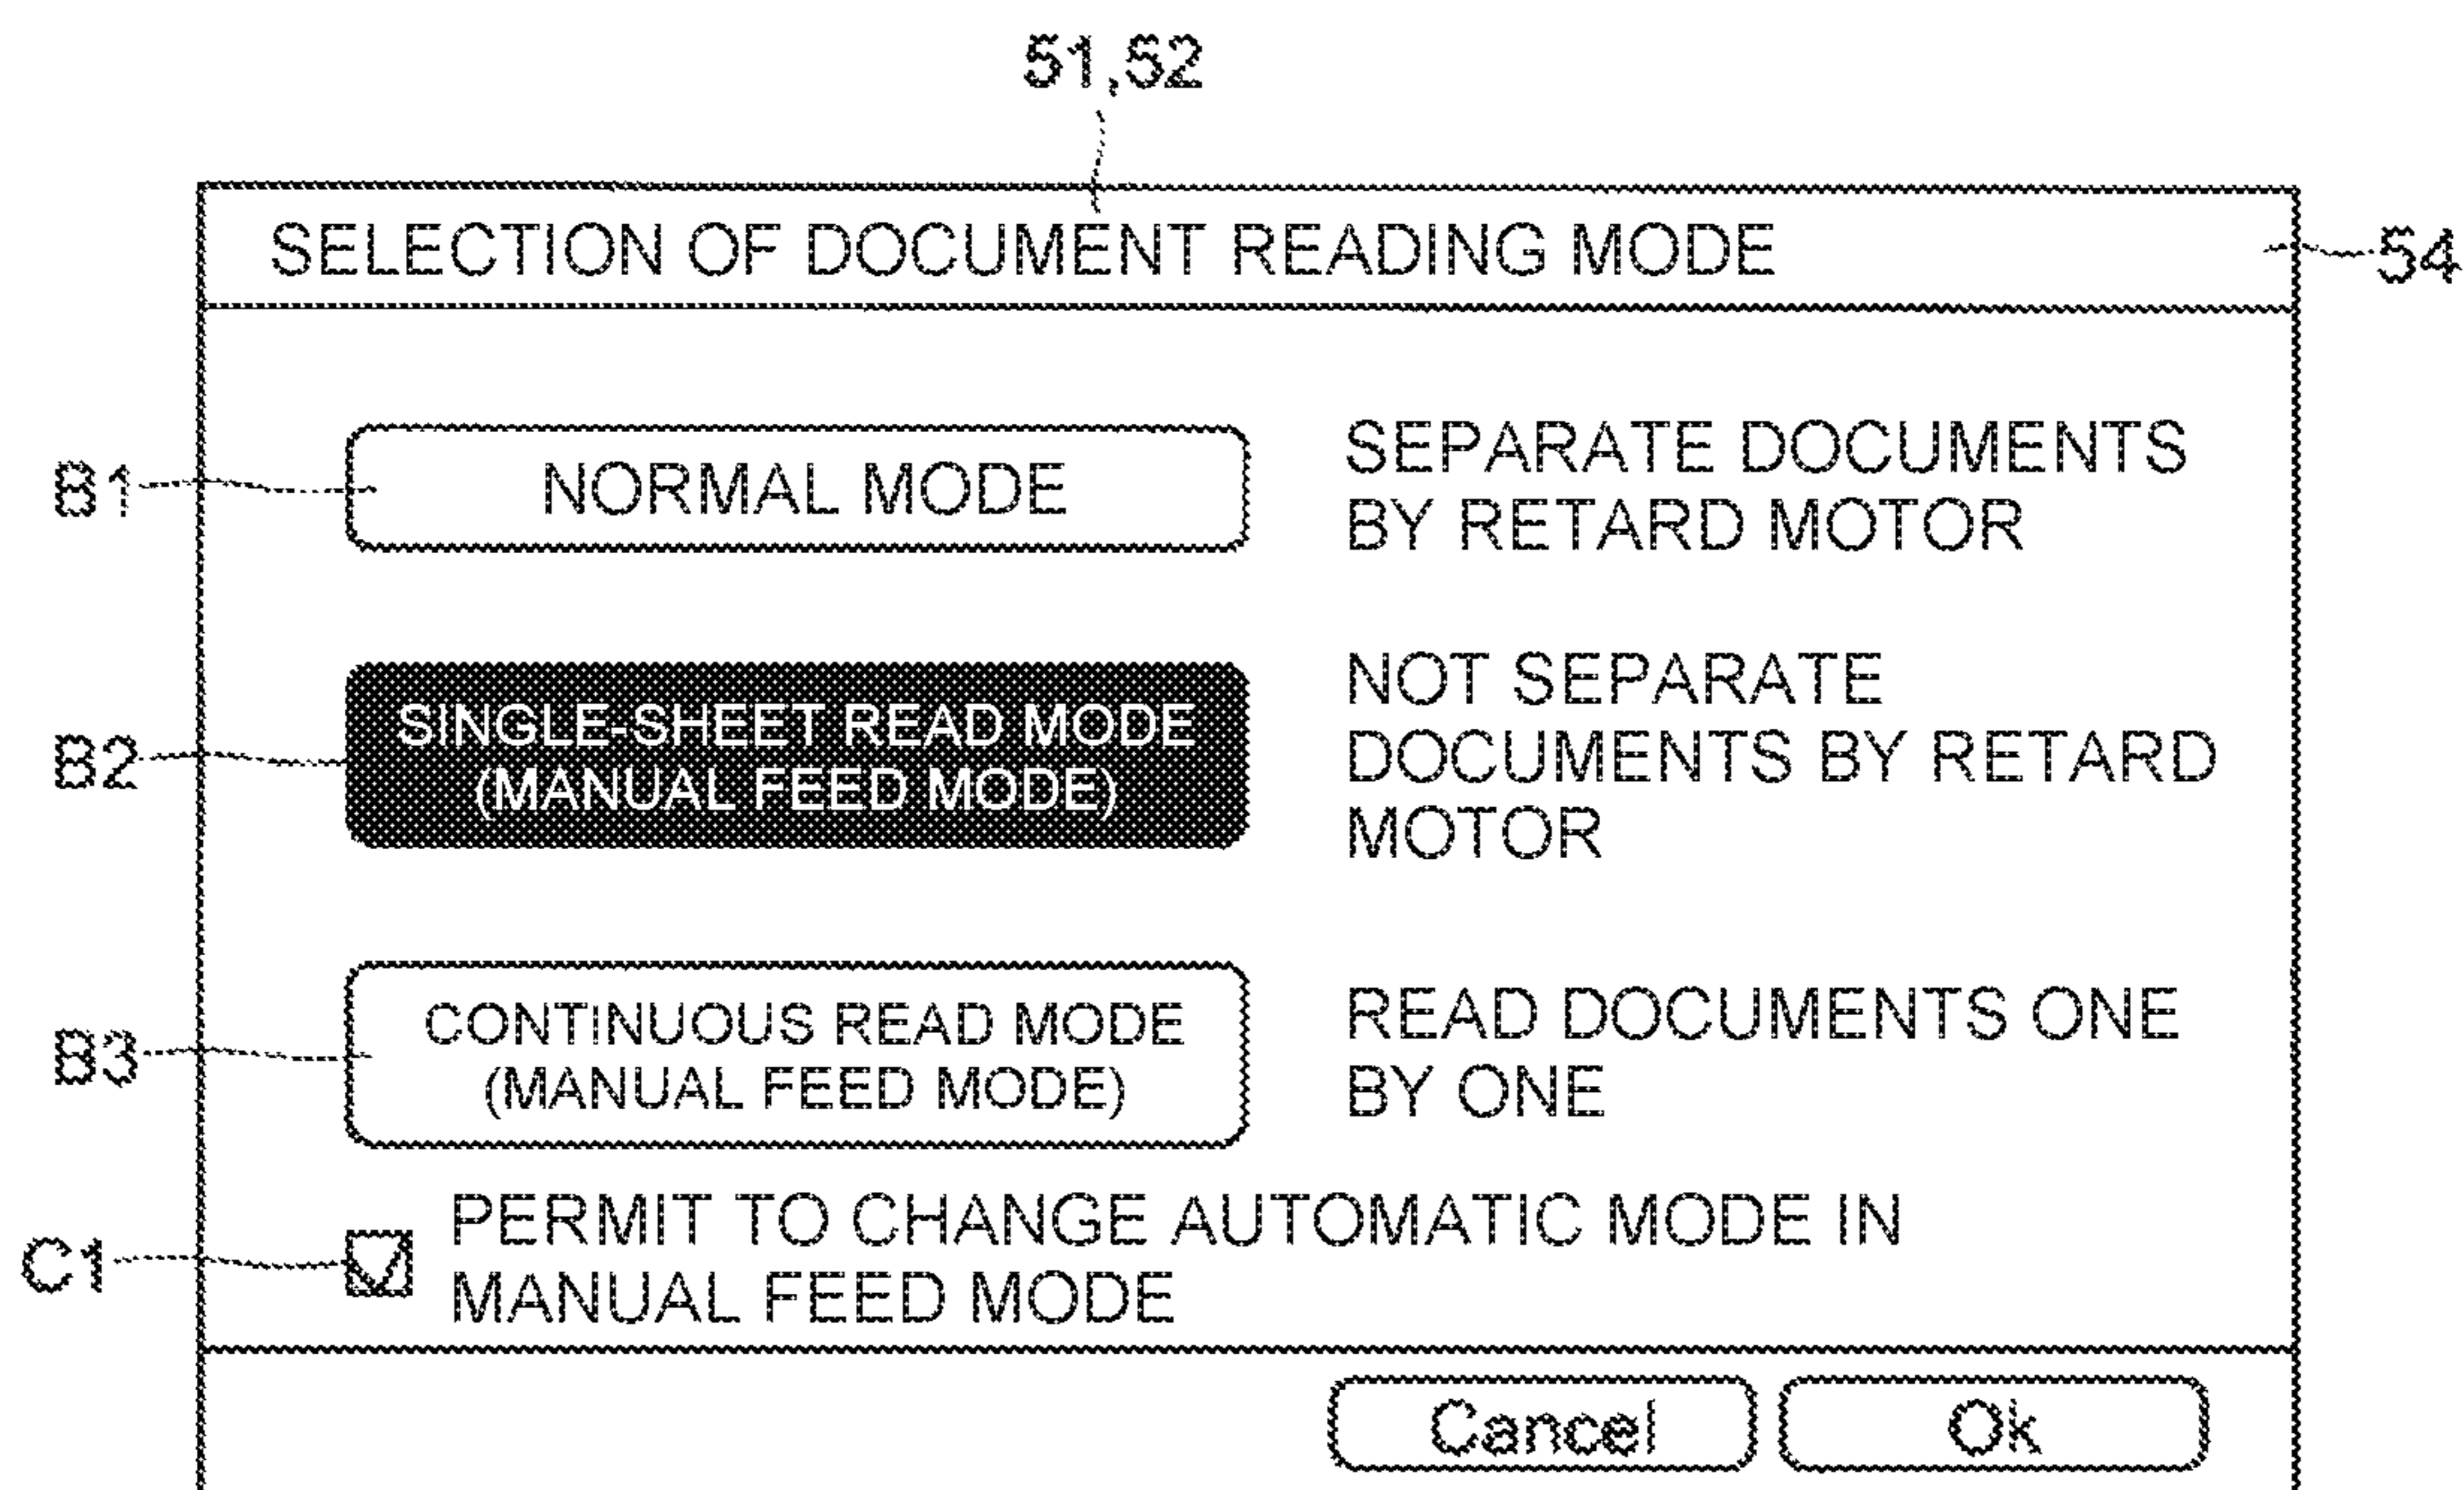 51,52
SELECTION OF DOCUMENT READING MODE
54
B1
NORMAL MODE
SEPARATE DOCUMENTS
BY RETARD MOTOR
B2
SINGLE-SHEET READ MODE
(MANUAL FEED MODE)
NOT SEPARATE
DOCUMENTS BY RETARD
MOTOR
B3
CONTINUOUS READ MODE
(MANUAL FEED MODE)
READ DOCUMENTS ONE
BY ONE
C1
PERMIT TO CHANGE AUTOMATIC MODE IN
MANUAL FEED MODE
Cancel
Ok